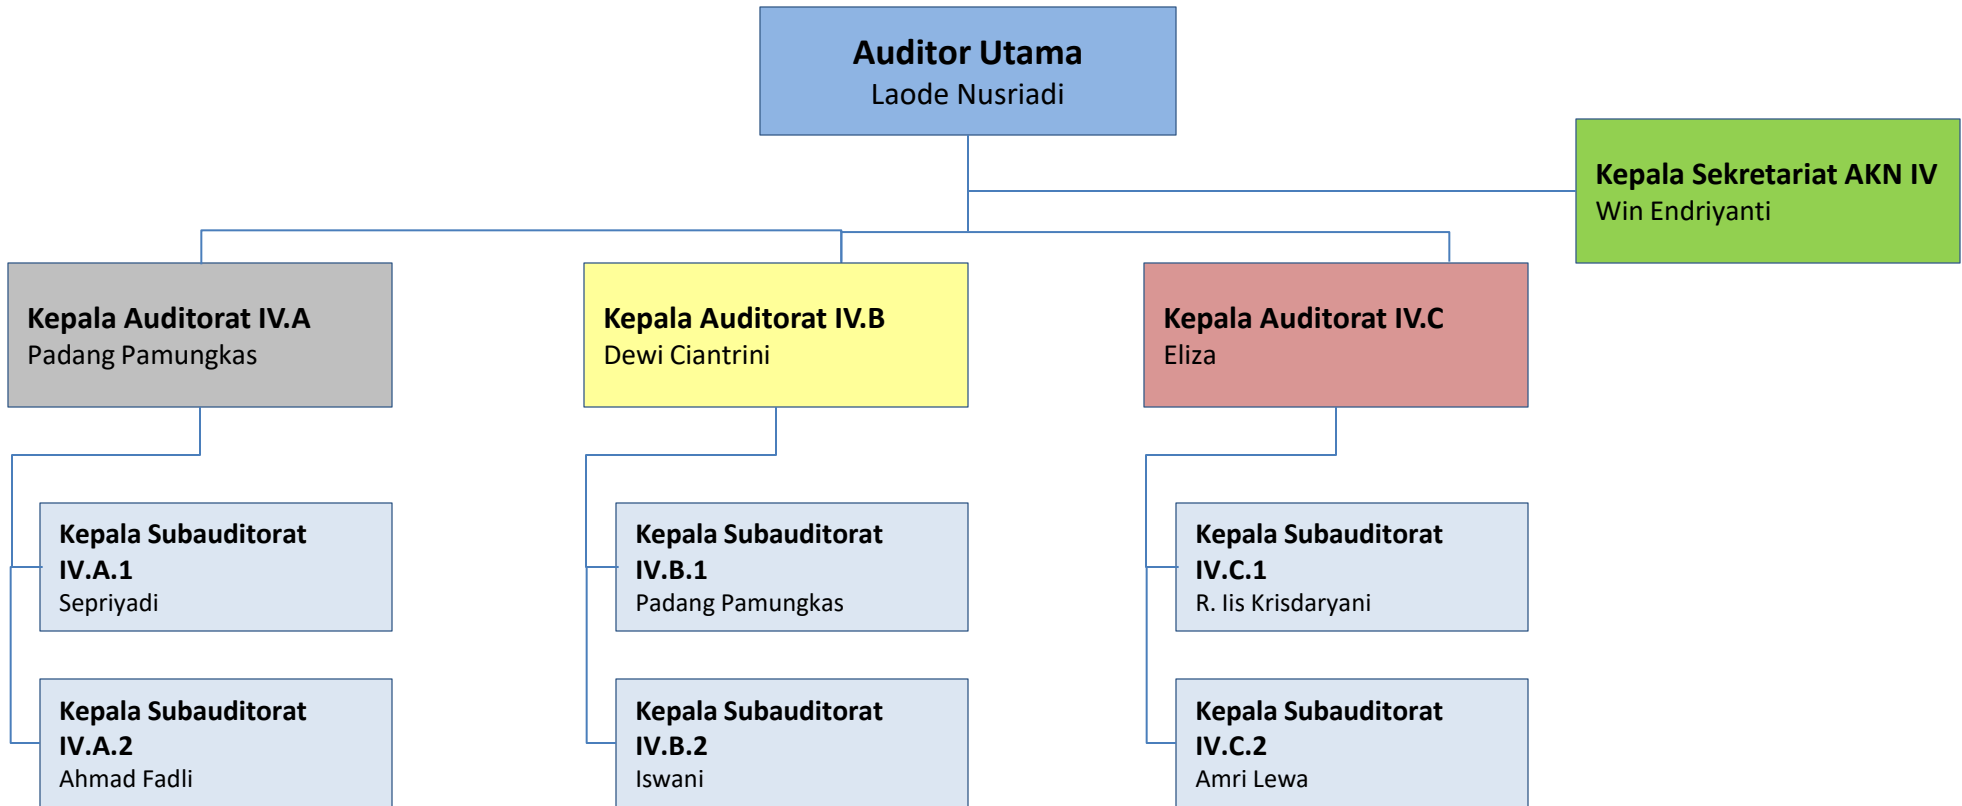 Auditor Utama
Laode Nusriadi
Kepala Sekretariat AKN IV
Win Endriyanti
Kepala Auditorat IV.A
Padang Pamungkas
Kepala Auditorat IV.B
Dewi Ciantrini
Kepala Auditorat IV.C
Eliza
Kepala Subauditorat
IV.A.1
Sepriyadi
Kepala Subauditorat
IV.B.1
Padang Pamungkas
Kepala Subauditorat
IV.C.1
R. Iis Krisdaryani
Kepala Subauditorat
IV.A.2
Ahmad Fadli
Kepala Subauditorat
IV.B.2
Iswani
Kepala Subauditorat
IV.C.2
Amri Lewa